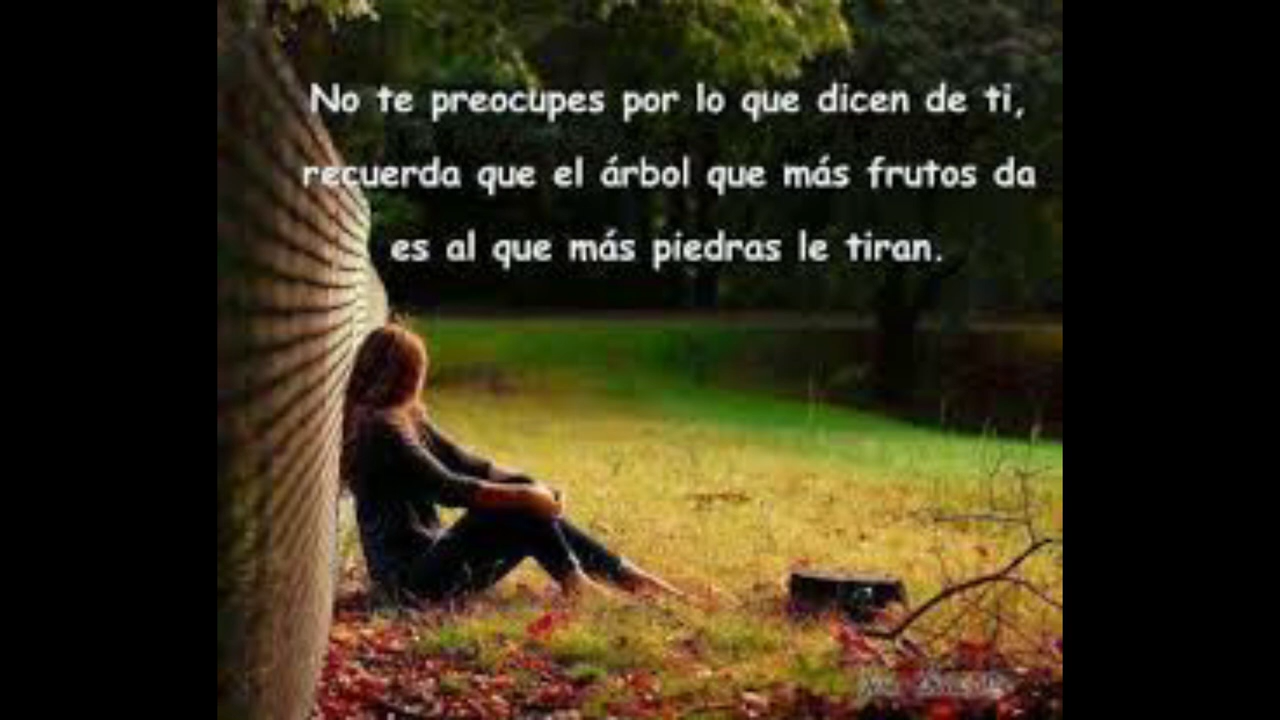 No te preocupes por lo que dicen de ti,
recuerda que el árbol que más frutos da
es al que más piedras le tiran.